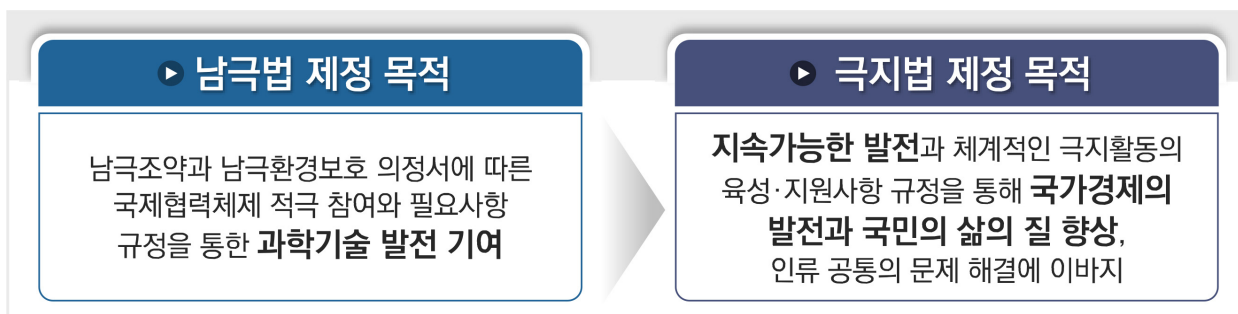 남극법 제정 목적
남극조약과 남극환경보호 의정서에 따른
국제협력체제 적극 참여와 필요사항
규정을 통한 과학기술 발전 기여
극지법 제정 목적
지속가능한 발전과 체계적인 극지활동의
육성·지원사항 규정을 통해 국가경제의
발전과 국민의 삶의 질 향상,
인류 공통의 문제 해결에 이바지